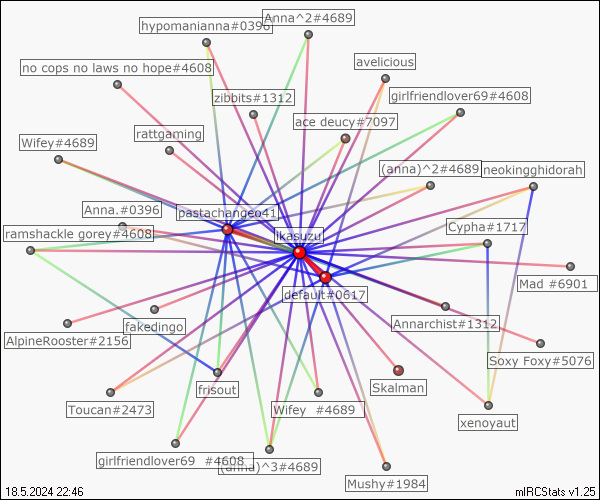 Anna^2#4689
hypomanianna#0396
avelicious
no cops no laws no hope#4608
zibbits#1312
girlfriendlover69#4608
ace deucy#7097
rattgaming
Wifey#4689
(anna)^2#4689
neokingghidorah
Anna.#0396
pastachangeo41
ramshackle gorey#2608
ikasuzu
Cypha#1717
default#0617
Mad #6901
fakedingo
Annarchist#1312
AlpineRooster#2156
Soxy Foxy#5076
frisout
Skalman
Toucan#2473
Wifey  #4689
xenoyaut
girlfriendlover69  #4608
(anna)^3#4689
Mushy#1984
18.5.2024 22:46
mIRCStats v1.25